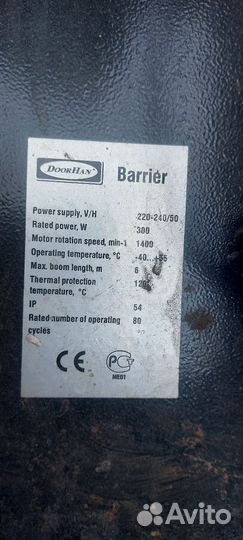 DOORHAN® Barrier
Power supply, V/H 220-240/50
Rated power, W 300
Motor rotation speed, min-1 1400
Operating temperature, °C -40...+55
Max. boom length, m 6
Thermal protection
temperature, °C
IP 54
Rated number of operating 80
cycles
CE РСТ
ME01
Avito